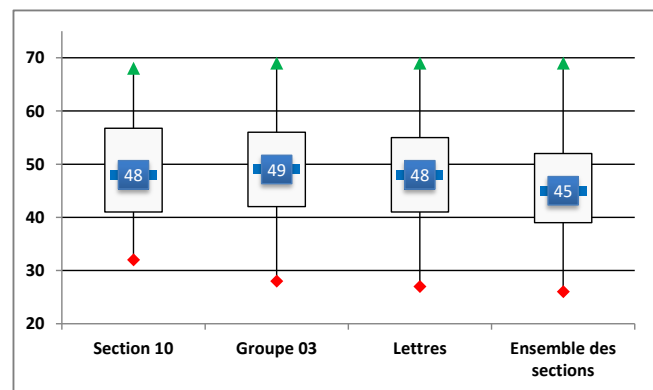 70
60
50
40
30
20
48
49
48
45
Section 10
Groupe 03
Lettres
Ensemble des
sections